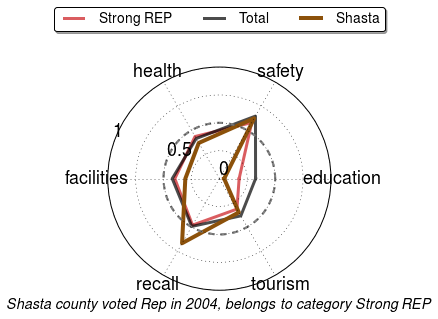 Strong REP Total Shasta
health safety
1
0.5
0
facilities education
recall tourism
Shasta county voted Rep in 2004, belongs to category Strong REP